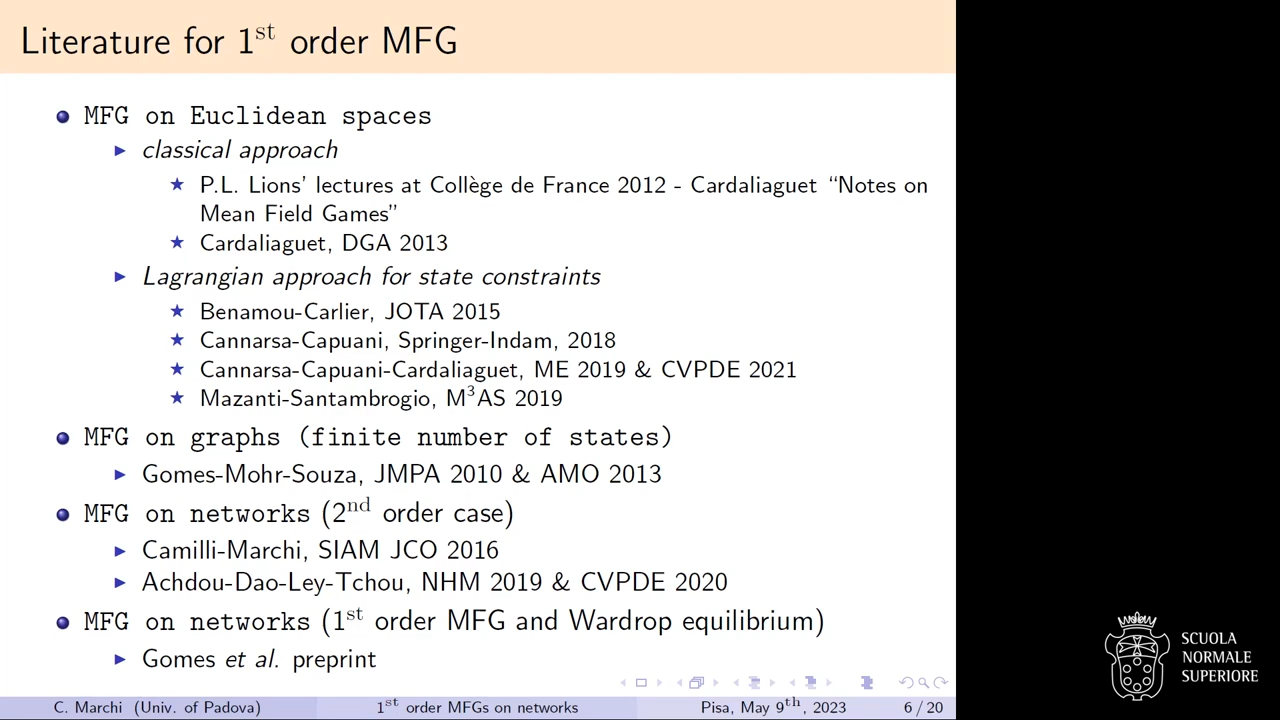 Literature for 1st order MFG
MFG on Euclidean spaces
classical approach
P.L. Lions' lectures at Collège de France 2012 - Cardaliaguet “Notes on
Mean Field Games”
Cardaliaguet, DGA 2013
Lagrangian approach for state constraints
Benamou-Carlier, JOTA 2015
Cannarsa-Capuani, Springer-Indam, 2018
Cannarsa-Capuani-Cardaliaguet, ME 2019 & CVPDE 2021
Mazanti-Santambrogio, M³AS 2019
MFG on graphs (finite number of states)
Gomes-Mohr-Souza, JMPA 2010 & AMO 2013
MFG on networks (2nd order case)
Camilli-Marchi, SIAM JCO 2016
Achdou-Dao-Ley-Tchou, NHM 2019 & CVPDE 2020
MFG on networks (1st order MFG and Wardrop equilibrium)
Gomes et al. preprint
C. Marchi (Univ. of Padova) 1st order MFGs on networks Pisa, May 9th, 2023 6 / 20
SCUOLA
NORMALE
SUPERIORE